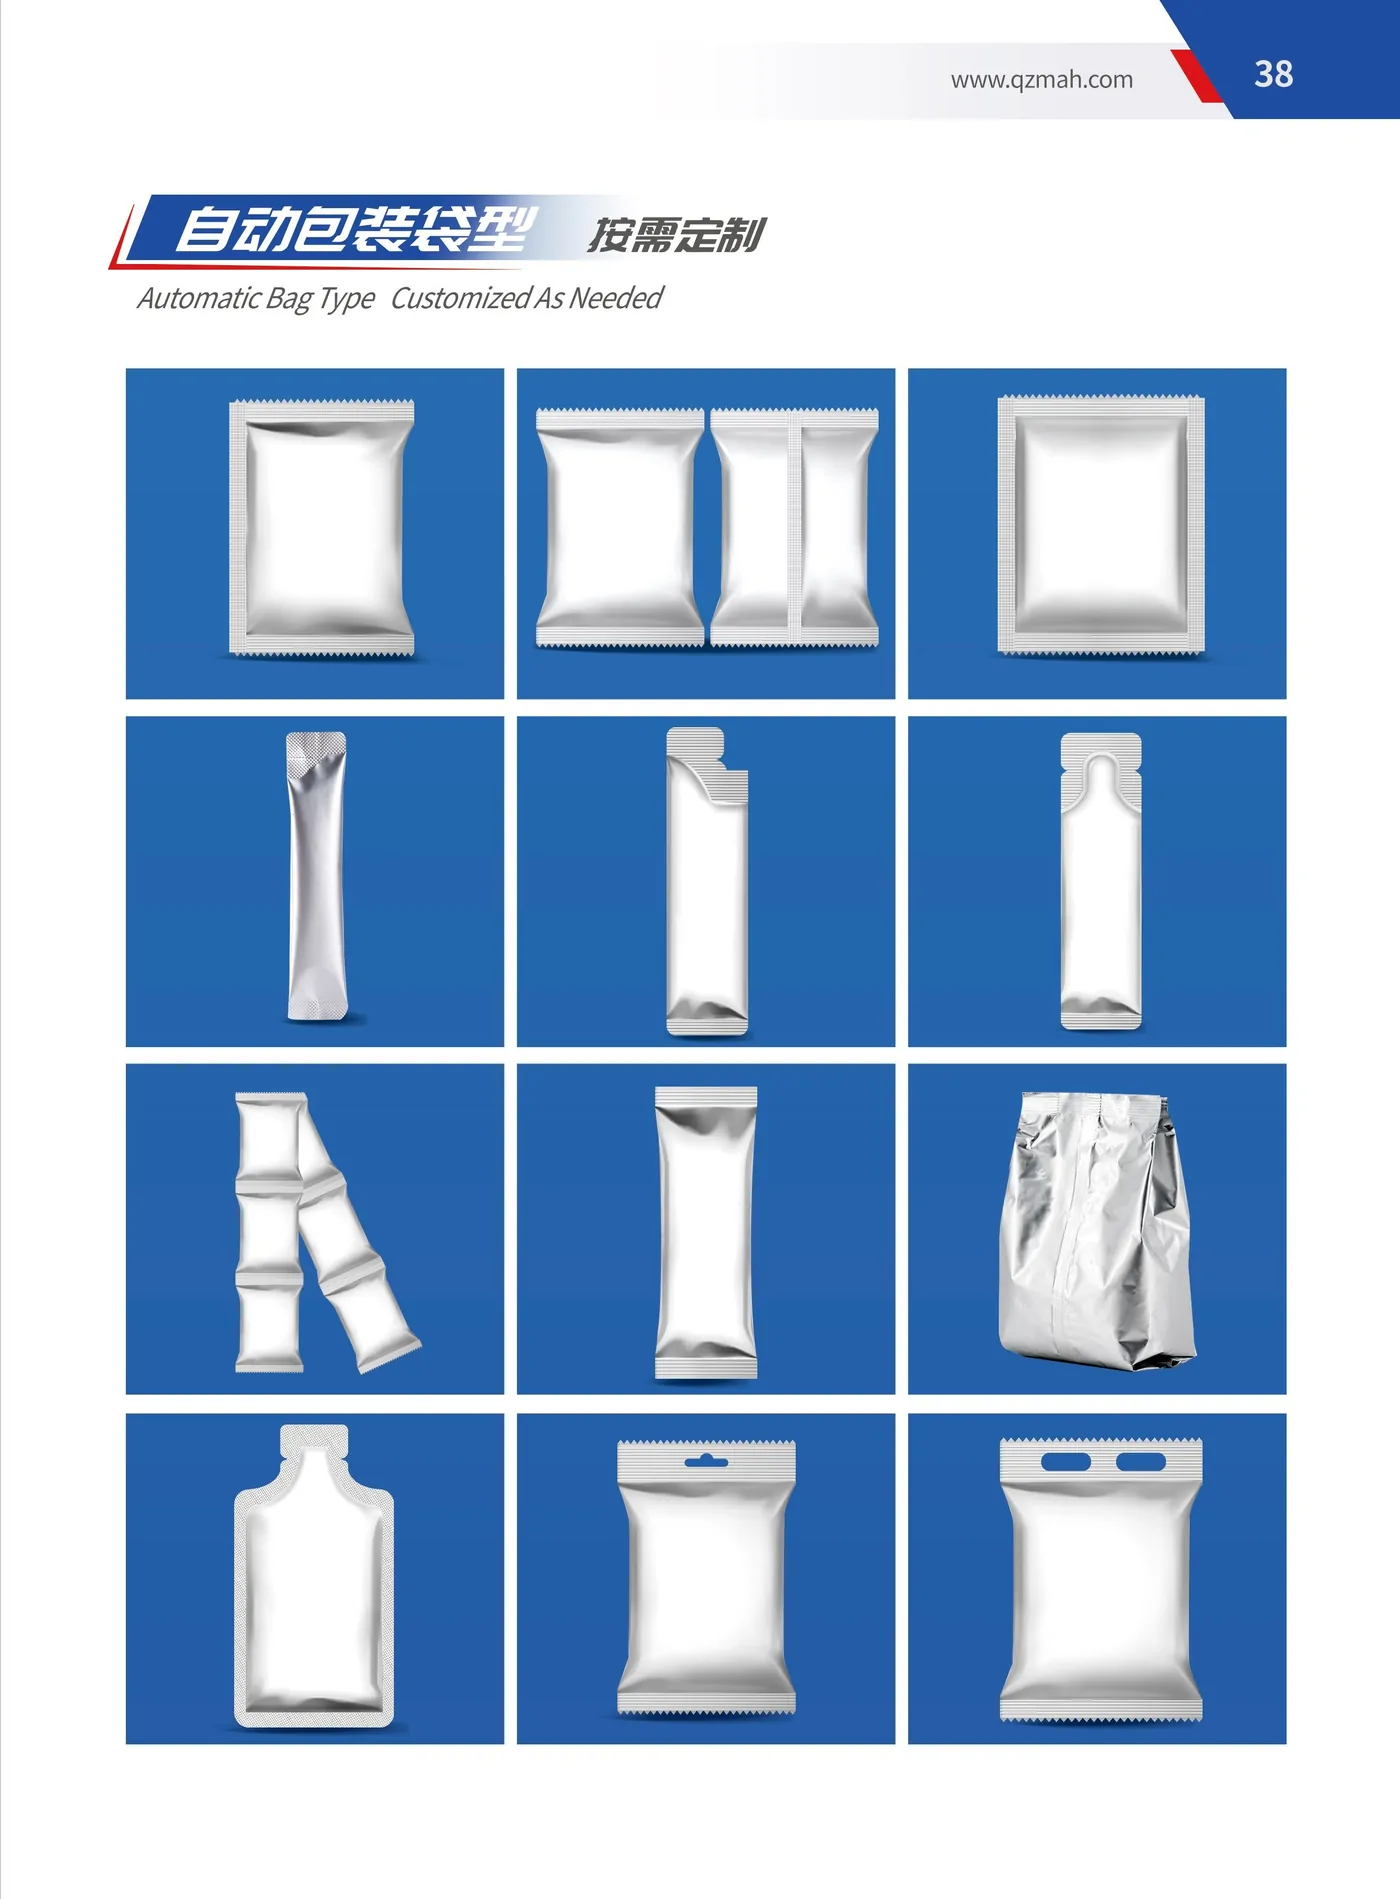 www.qzmah.com
38
自动包装袋型 按需定制
Automatic Bag Type Customized As Needed